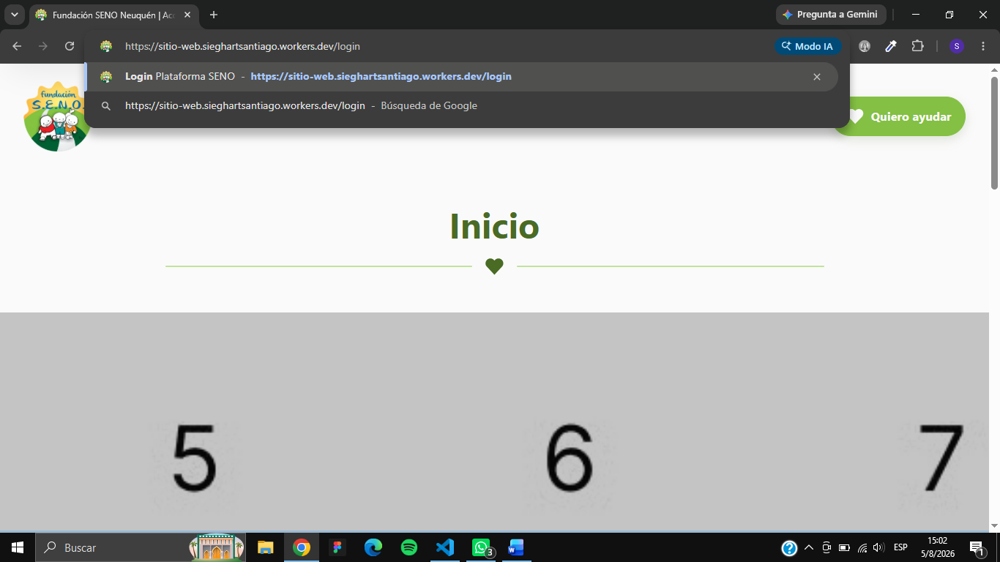 Fundación SENO Neuquén | Acc
Pregunta a Gemini
https://sitio-web.sieghartsantiago.workers.dev/login
Modo IA
S
Login Plataforma SENO - https://sitio-web.sieghartsantiago.workers.dev/login
https://sitio-web.sieghartsantiago.workers.dev/login - Búsqueda de Google
fundación
S.E.N.O.
Quiero ayudar
Inicio
5 6 7
Buscar
3
ESP
15:02
5/8/2026
1